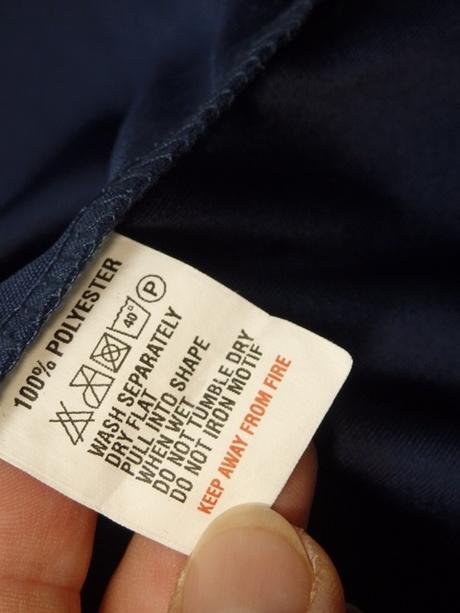 100% POLYESTER
40° P
WASH SEPARATELY
DRY FLAT
PULL INTO SHAPE
WHEN WET
DO NOT TUMBLE DRY
DO NOT IRON MOTIF
KEEP AWAY FROM FIRE